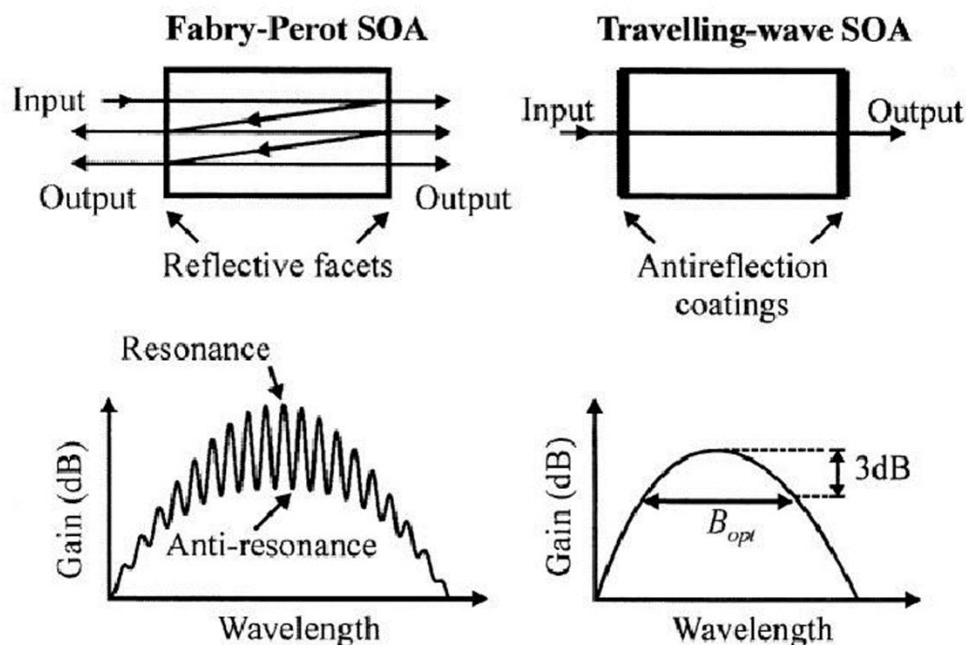 Fabry-Perot SOA
Input
Output
Output
Reflective facets
Travelling-wave SOA
Input
Output
Antireflection
coatings
Resonance
Anti-resonance
Gain (dB)
Wavelength
Gain (dB)
3dB
B_opt
Wavelength